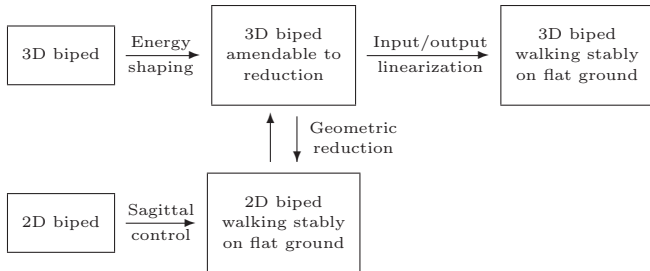 3D biped
Energy
shaping
3D biped
amendable to
reduction
Input/output
linearization
3D biped
walking stably
on flat ground
Geometric
reduction
2D biped
Sagittal
control
2D biped
walking stably
on flat ground